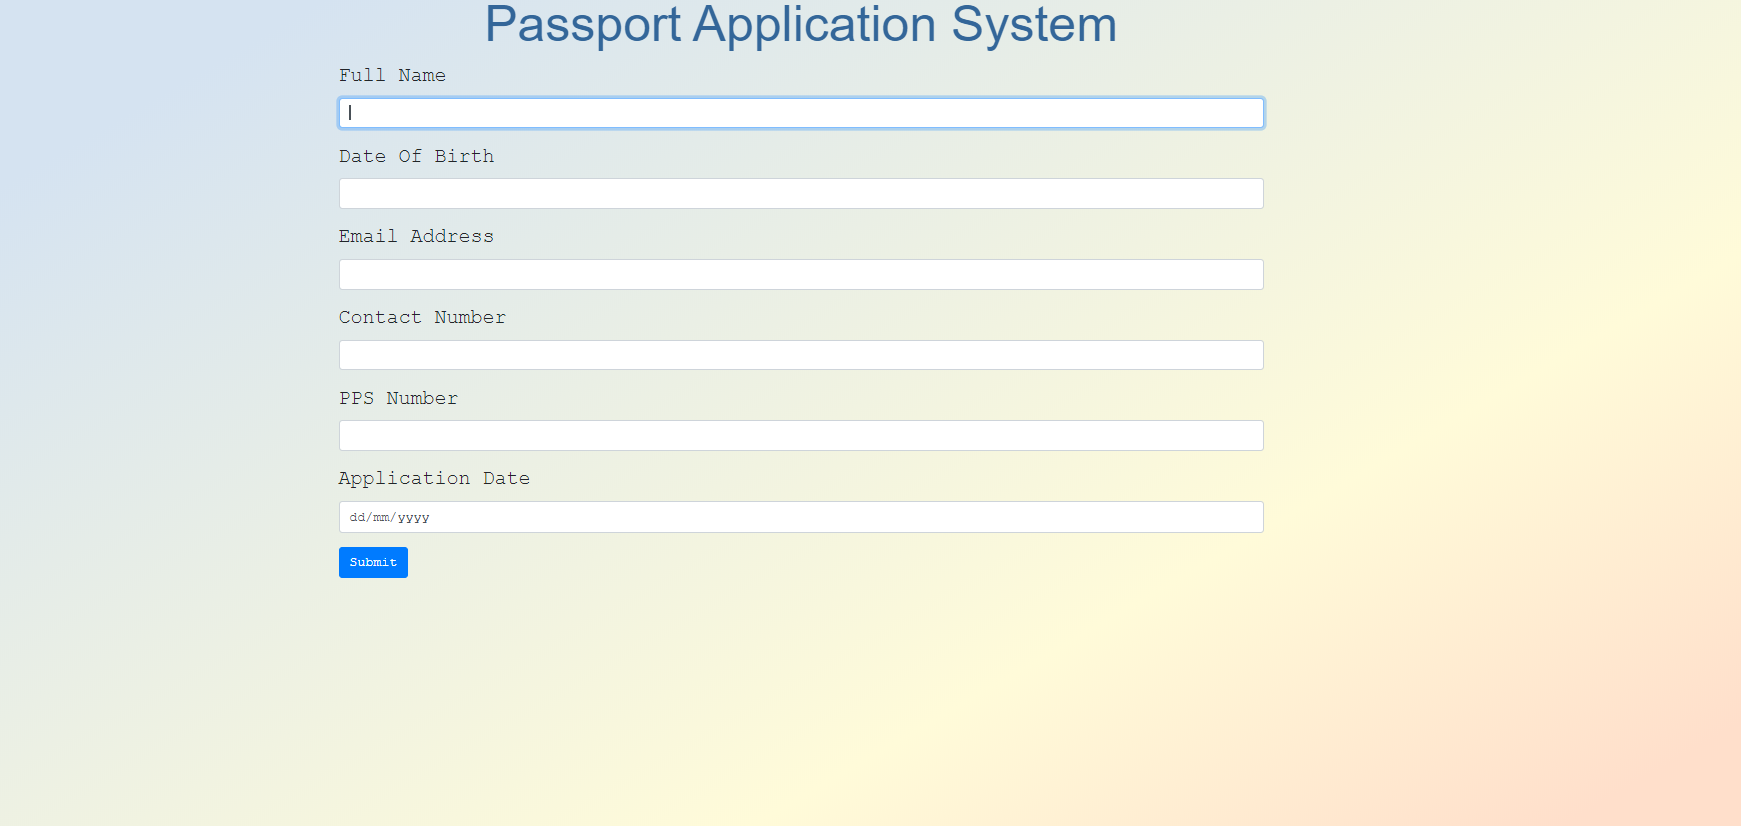 Passport Application System
Full Name
Date Of Birth
Email Address
Contact Number
PPS Number
Application Date
dd/mm/yyyy
Submit